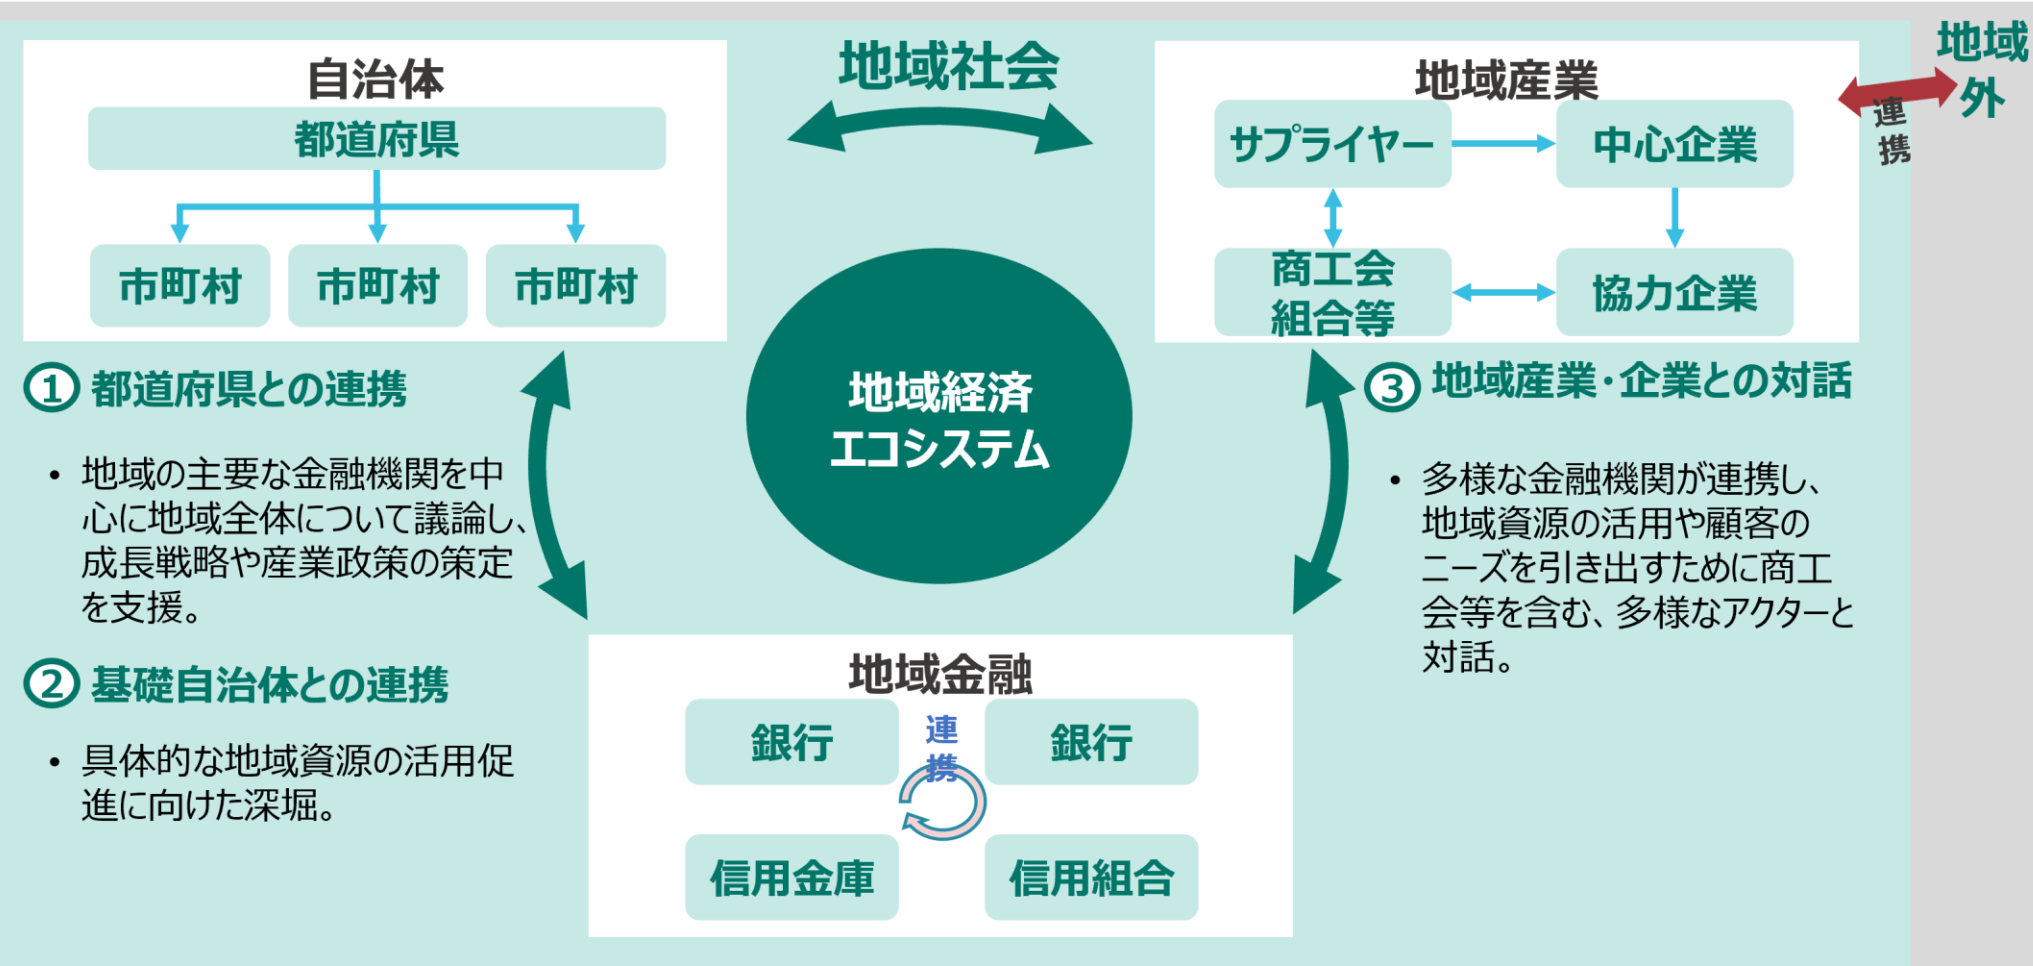 自治体
都道府県
市町村
市町村
市町村
地域社会
地域産業
サプライヤー
中心企業
商工会
組合等
協力企業
連
携
地域
外
地域経済
エコシステム
① 都道府県との連携
• 地域の主要な金融機関を中
心に地域全体について議論し、
成長戦略や産業政策の策定
を支援。
② 基礎自治体との連携
• 具体的な地域資源の活用促
進に向けた深堀。
③ 地域産業・企業との対話
• 多様な金融機関が連携し、
地域資源の活用や顧客の
ニーズを引き出すために商工
会等を含む、多様なアクターと
対話。
地域金融
銀行
連
携
銀行
信用金庫
信用組合